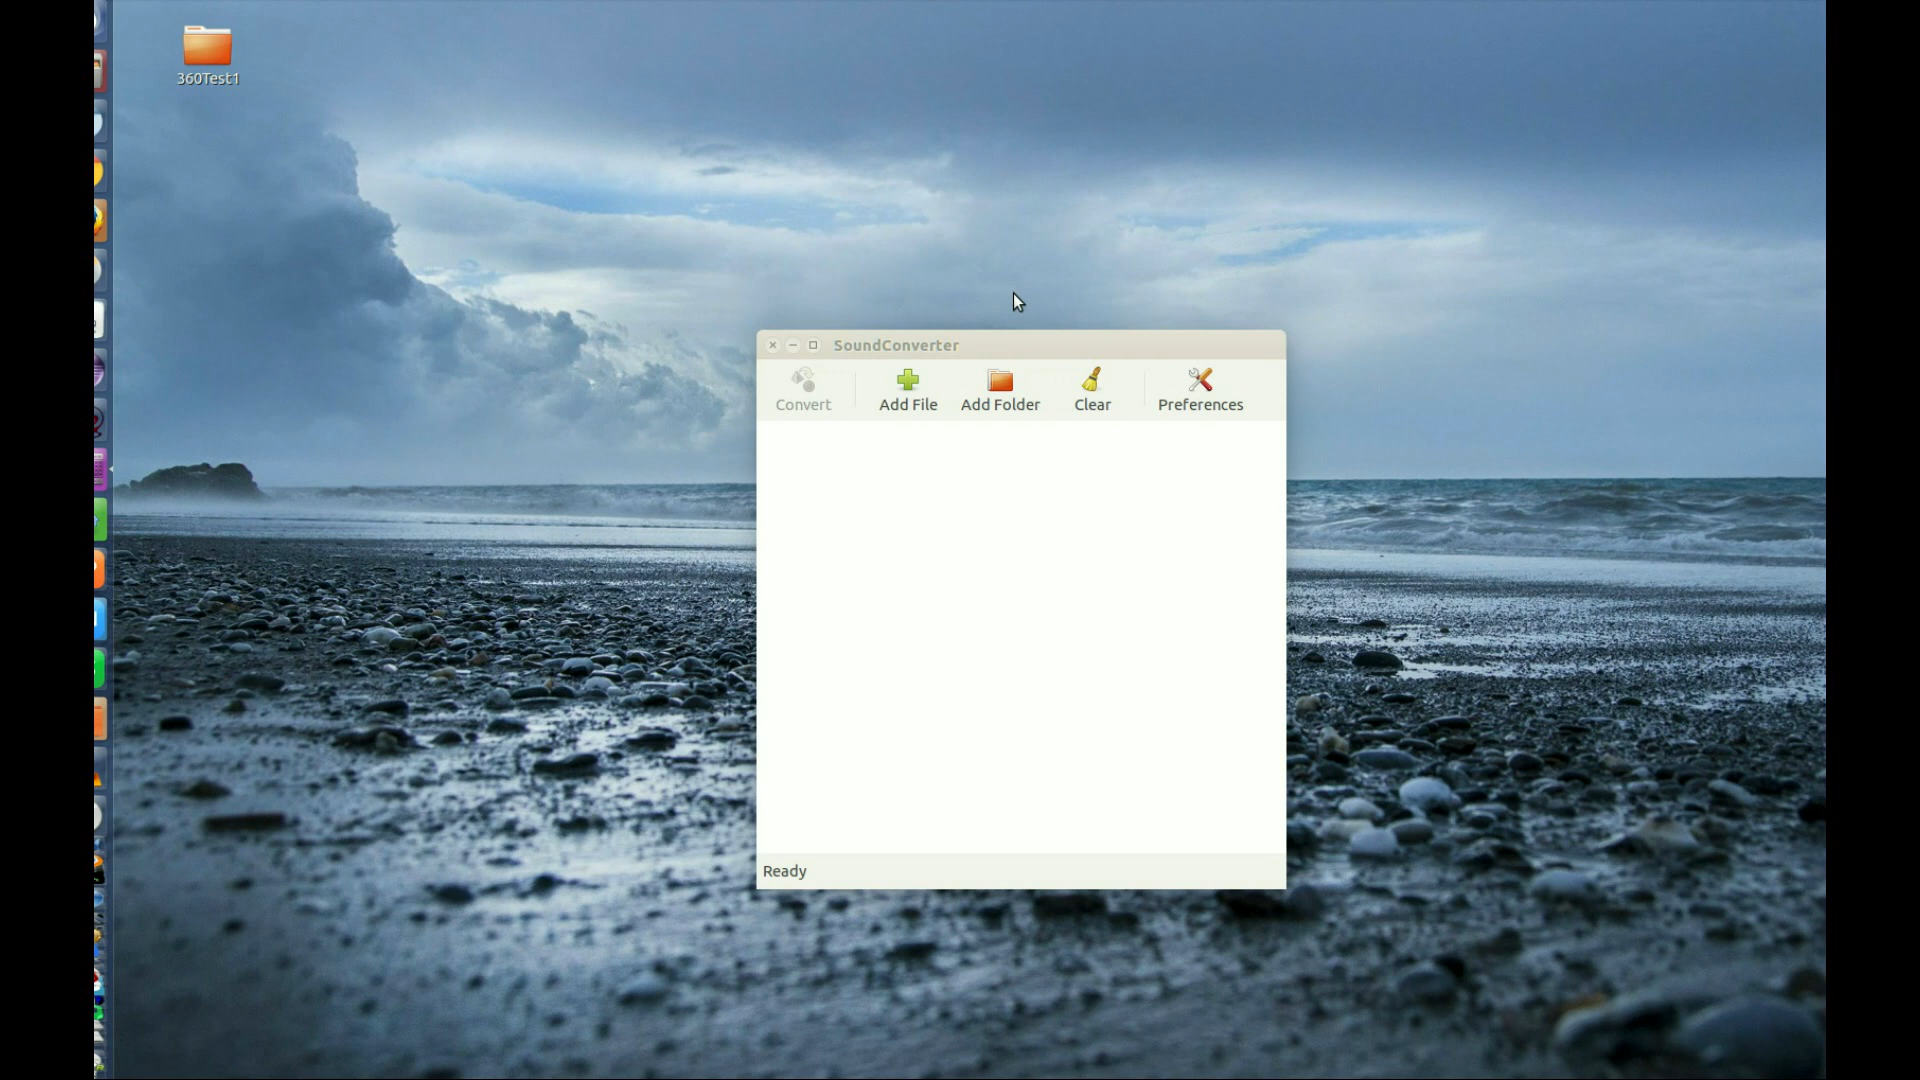 360Test1
SoundConverter
Convert Add File Add Folder Clear Preferences
Ready